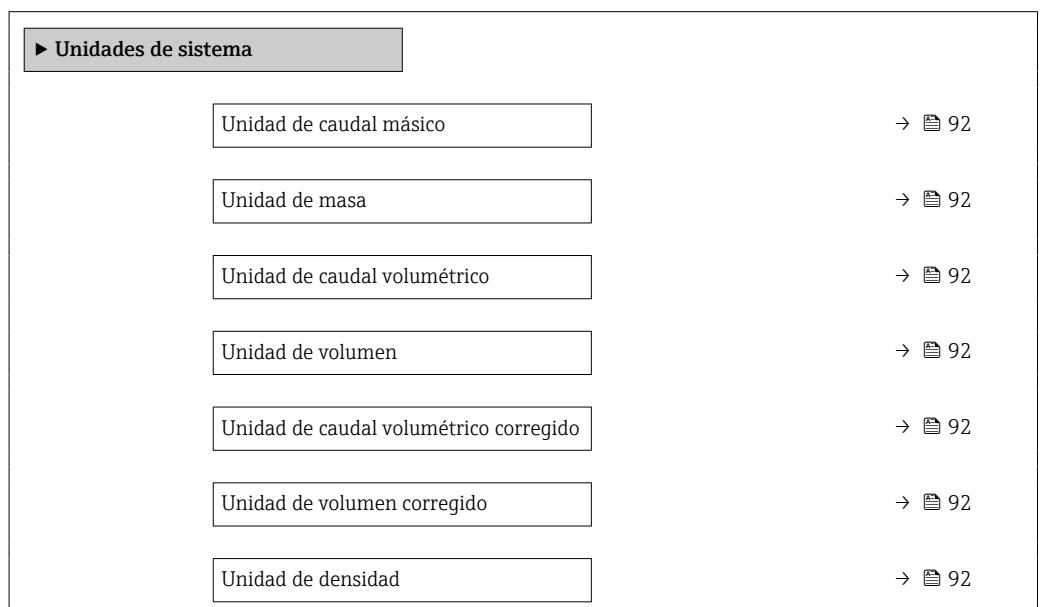 ▶ Unidades de sistema
Unidad de caudal másico → 92
Unidad de masa → 92
Unidad de caudal volumétrico → 92
Unidad de volumen → 92
Unidad de caudal volumétrico corregido → 92
Unidad de volumen corregido → 92
Unidad de densidad → 92